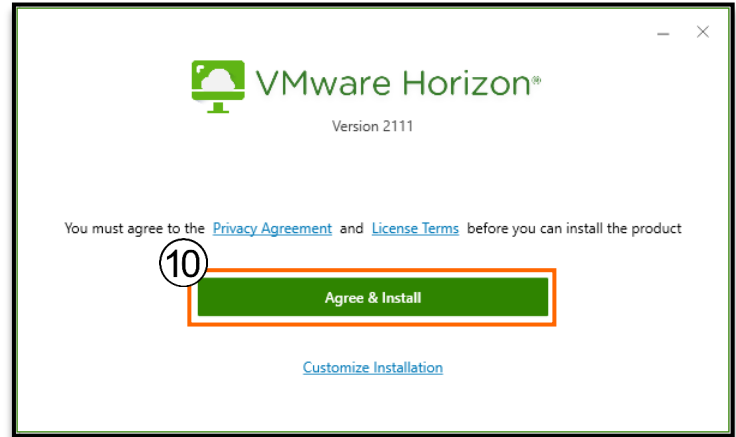 VMware Horizon®
Version 2111
You must agree to the Privacy Agreement and License Terms before you can install the product
10
Agree & Install
Customize Installation